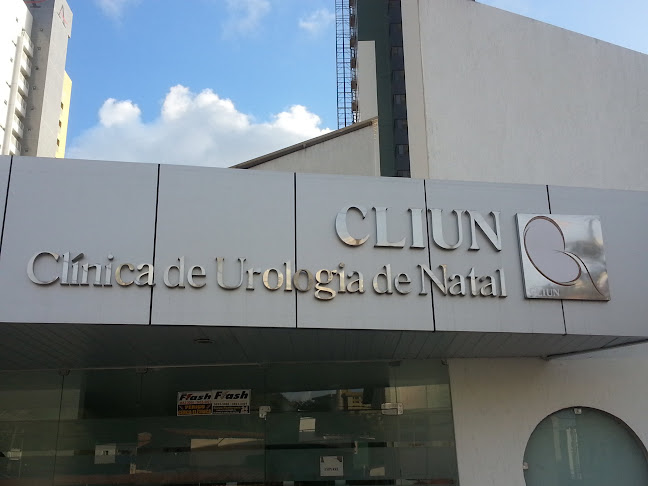 CLIUN
Clínica de Urologia de Natal
CLIUN
Flash Flash